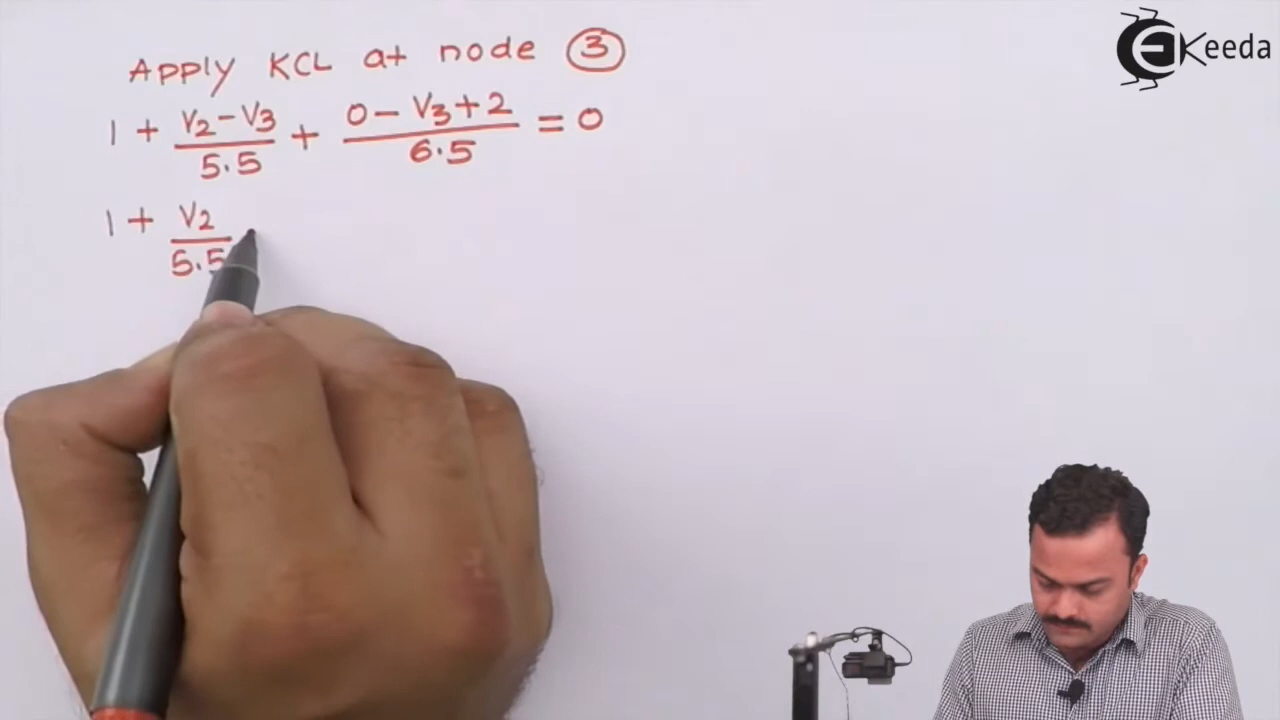 Apply KCL at node ③
1 + (V2 - V3)/5.5 + (0 - V3 + 2)/6.5 = 0
1 + V2/5.5
EKeeda